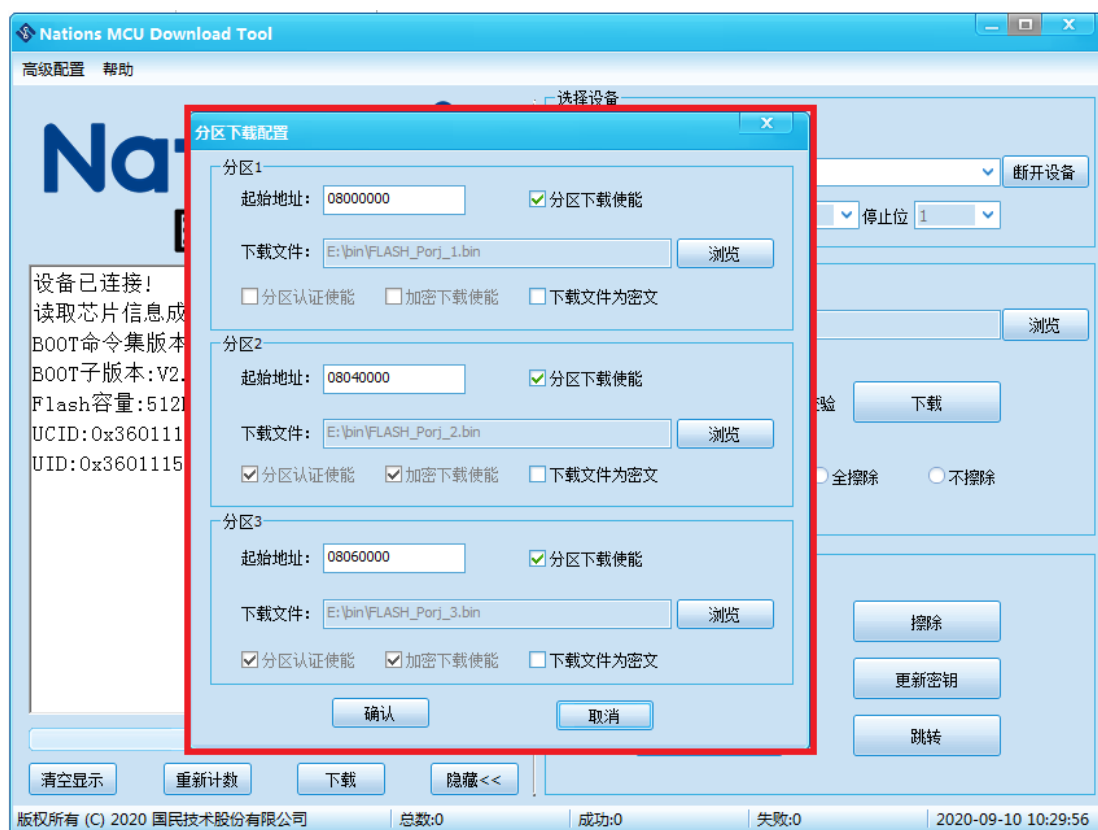 Nations MCU Download Tool
高级配置 帮助
选择设备
断开设备
停止位 1
浏览
下载
全擦除 不擦除
擦除
更新密钥
跳转
设备已连接!
读取芯片信息成
BOOT命令集版本
BOOT子版本:V2.
Flash容量:512
UCID:0x360111
UID:0x3601115
分区下载配置
分区1
起始地址: 08000000 分区下载使能
下载文件: E:\bin\FLASH_Porj_1.bin 浏览
分区认证使能 加密下载使能 下载文件为密文
分区2
起始地址: 08040000 分区下载使能
下载文件: E:\bin\FLASH_Porj_2.bin 浏览
分区认证使能 加密下载使能 下载文件为密文
分区3
起始地址: 08060000 分区下载使能
下载文件: E:\bin\FLASH_Porj_3.bin 浏览
分区认证使能 加密下载使能 下载文件为密文
确认 取消
清空显示 重新计数 下载 隐藏<<
版权所有 (C) 2020 国民技术股份有限公司 总数:0 成功:0 失败:0 2020-09-10 10:29:56